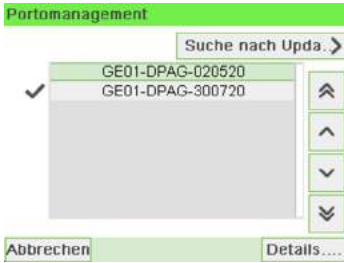 Portomanagement
Suche nach Upda..
GE01-DPAG-020520
GE01-DPAG-300720
Abbrechen
Details....